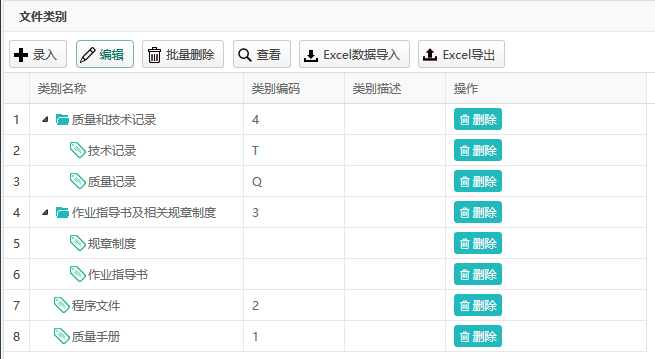 文件类别
录入 编辑 批量删除 查看 Excel数据导入 Excel导出
类别名称 类别编码 类别描述 操作
1 质量和技术记录 4 删除
2 技术记录 T 删除
3 质量记录 Q 删除
4 作业指导书及相关规章制度 3 删除
5 规章制度 删除
6 作业指导书 删除
7 程序文件 2 删除
8 质量手册 1 删除